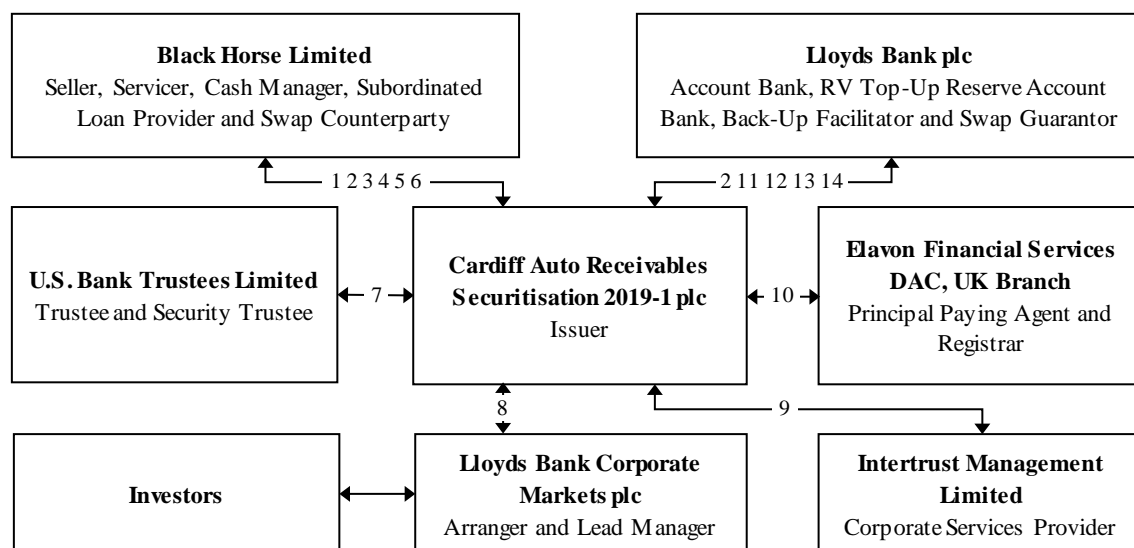 Black Horse Limited
Seller, Servicer, Cash Manager, Subordinated
Loan Provider and Swap Counterparty
Lloyds Bank plc
Account Bank, RV Top-Up Reserve Account
Bank, Back-Up Facilitator and Swap Guarantor
1 2 3 4 5 6
2 11 12 13 14
U.S. Bank Trustees Limited
Trustee and Security Trustee
7
Cardiff Auto Receivables
Securitisation 2019-1 plc
Issuer
10
Elavon Financial Services
DAC, UK Branch
Principal Paying Agent and
Registrar
8
9
Investors
Lloyds Bank Corporate
Markets plc
Arranger and Lead Manager
Intertrust Management
Limited
Corporate Services Provider